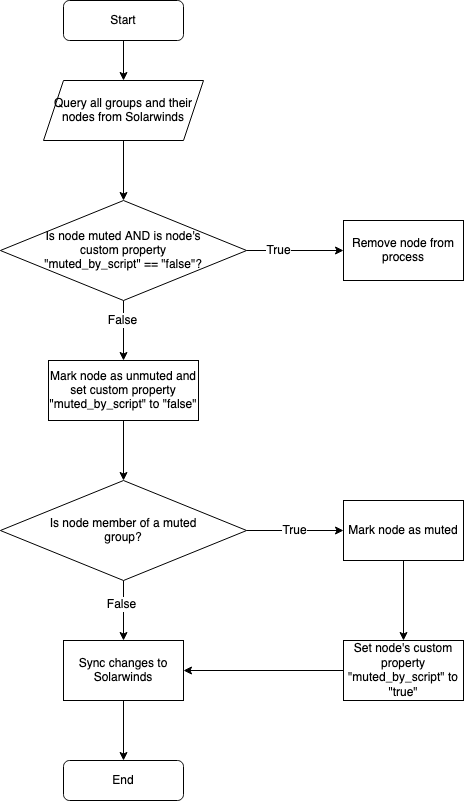 Start
Query all groups and their
nodes from Solarwinds
Is node muted AND is node's
custom property
"muted_by_script" == "false"?
True
Remove node from
process
False
Mark node as unmuted and
set custom property
"muted_by_script" to "false"
Is node member of a muted
group?
True
Mark node as muted
False
Sync changes to
Solarwinds
Set node's custom
property
"muted_by_script" to
"true"
End